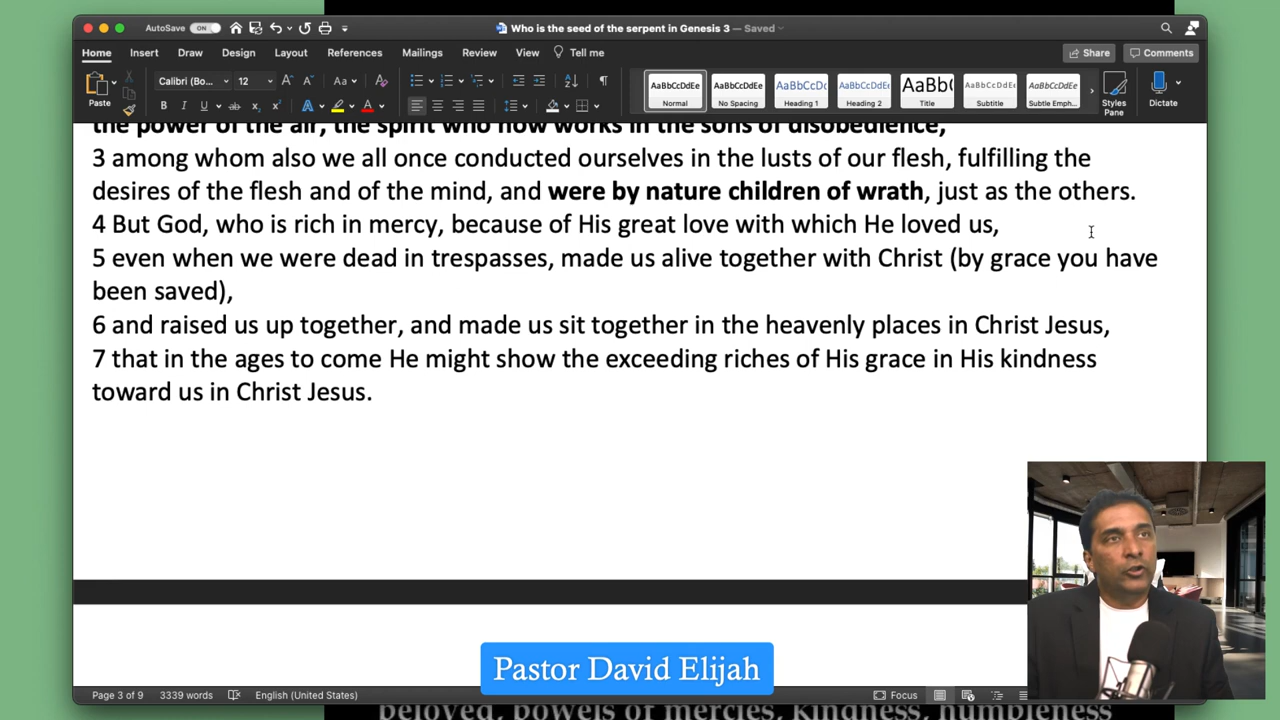 AutoSave ON Who is the seed of the serpent in Genesis 3 — Saved
Home Insert Draw Design Layout References Mailings Review View Tell me Share Comments
Paste Calibri (Bo... 12 Aa AaBbCcDdEe AaBbCcDdEe AaBbCcDc AaBbCcDdEe AaBb( AaBbCcDdEe AaBbCcDdEe
Normal No Spacing Heading 1 Heading 2 Title Subtitle Subtle Emph... Styles Pane Dictate
the power of the air, the spirit who now works in the sons of disobedience,
3 among whom also we all once conducted ourselves in the lusts of our flesh, fulfilling the
desires of the flesh and of the mind, and were by nature children of wrath, just as the others.
4 But God, who is rich in mercy, because of His great love with which He loved us,
5 even when we were dead in trespasses, made us alive together with Christ (by grace you have
been saved),
6 and raised us up together, and made us sit together in the heavenly places in Christ Jesus,
7 that in the ages to come He might show the exceeding riches of His grace in His kindness
toward us in Christ Jesus.
Pastor David Elijah
Page 3 of 9 3339 words English (United States) Focus
beloved, bowels of mercies, kindness, humbleness